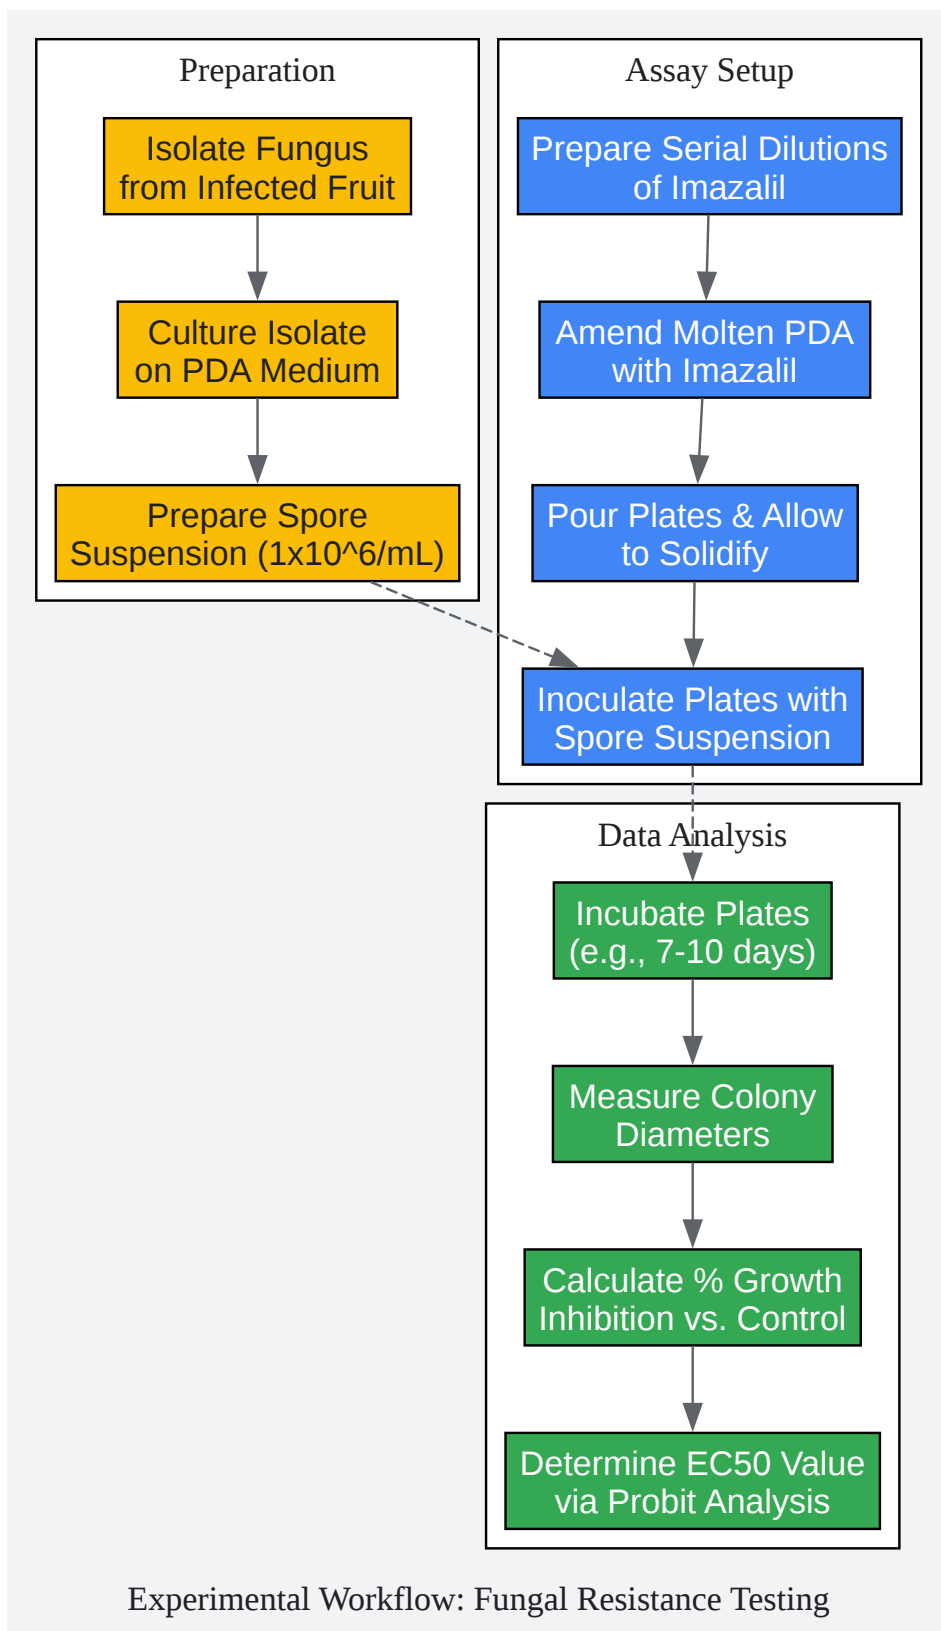 Preparation
Isolate Fungus
from Infected Fruit
Culture Isolate
on PDA Medium
Prepare Spore
Suspension (1x10^6/mL)
Assay Setup
Prepare Serial Dilutions
of Imazalil
Amend Molten PDA
with Imazalil
Pour Plates & Allow
to Solidify
Inoculate Plates with
Spore Suspension
Data Analysis
Incubate Plates
(e.g., 7-10 days)
Measure Colony
Diameters
Calculate % Growth
Inhibition vs. Control
Determine EC50 Value
via Probit Analysis
Experimental Workflow: Fungal Resistance Testing